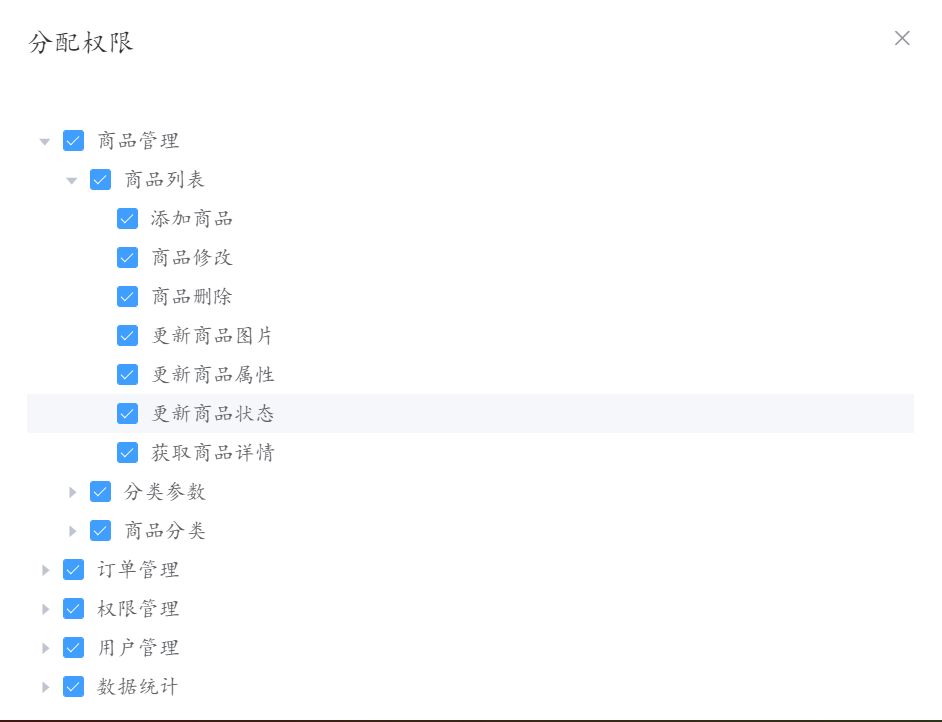 分配权限
商品管理
商品列表
添加商品
商品修改
商品删除
更新商品图片
更新商品属性
更新商品状态
获取商品详情
分类参数
商品分类
订单管理
权限管理
用户管理
数据统计